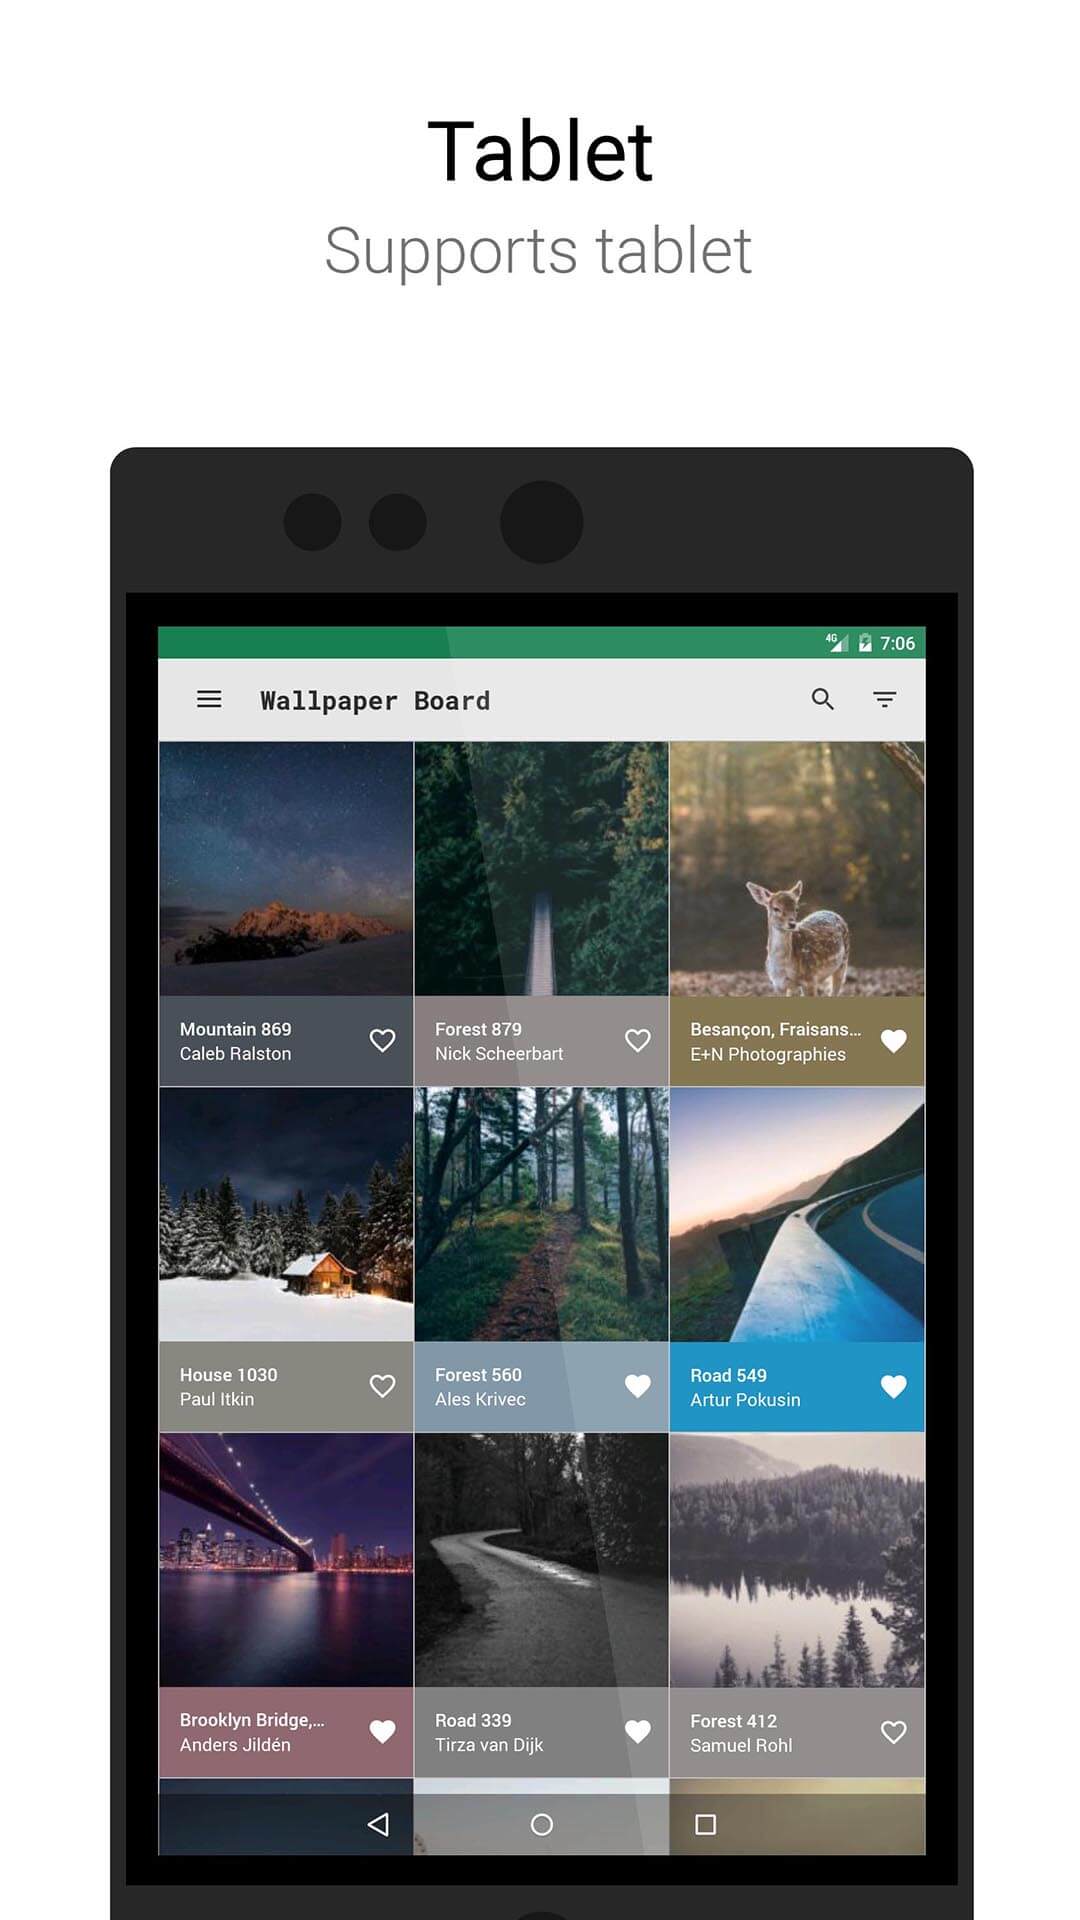 Tablet
Supports tablet
4G 7:06
Wallpaper Board
Mountain 869
Caleb Ralston
Forest 879
Nick Scheerbart
Besançon, Fraisans...
E+N Photographies
House 1030
Paul Itkin
Forest 560
Ales Krivec
Road 549
Artur Pokusin
Brooklyn Bridge,...
Anders Jildén
Road 339
Tirza van Dijk
Forest 412
Samuel Rohl